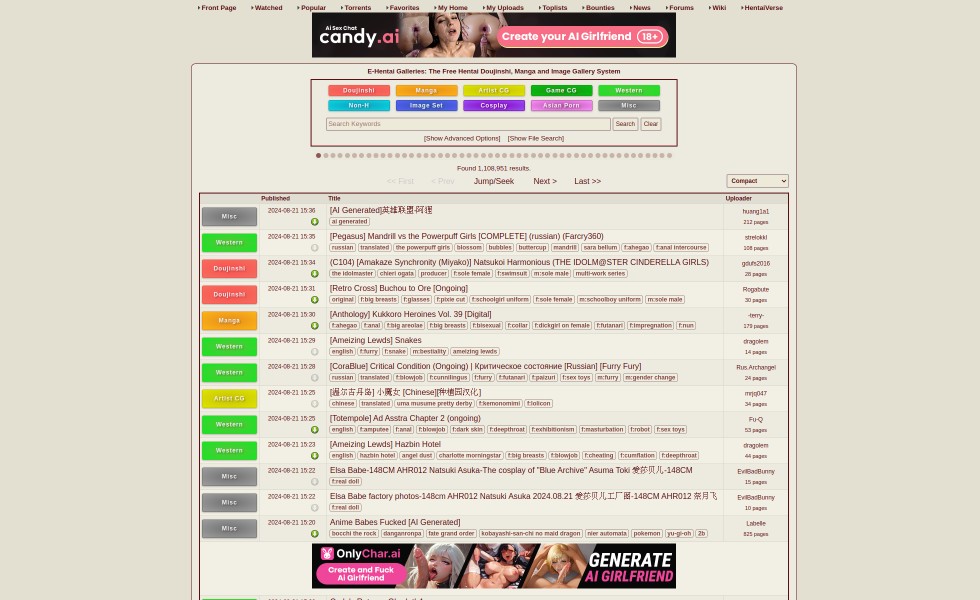 Front Page Watched Popular Torrents Favorites My Home My Uploads Toplists Bounties News Forums Wiki HentaiVerse
Ai Sex Chat
candy.ai
Create your AI Girlfriend 18+
E-Hentai Galleries: The Free Hentai Doujinshi, Manga and Image Gallery System
Doujinshi Manga Artist CG Game CG Western
Non-H Image Set Cosplay Asian Porn Misc
Search Keywords Search Clear
[Show Advanced Options] [Show File Search]
Found 1,108,951 results.
<< First < Prev Jump/Seek Next > Last >> Compact
Published Title Uploader
Misc 2024-08-21 15:36 [AI Generated]英雄联盟-阿狸 huang1a1
ai generated 212 pages
Western 2024-08-21 15:35 [Pegasus] Mandrill vs the Powerpuff Girls [COMPLETE] (russian) (Farcry360) strelokkl
russian translated the powerpuff girls blossom bubbles buttercup mandrill sara bellum f:ahegao f:anal intercourse 108 pages
Doujinshi 2024-08-21 15:34 (C104) [Amakaze Synchronity (Miyako)] Natsukoi Harmonious (THE IDOLM@STER CINDERELLA GIRLS) gdufs2016
the idolmaster chieri ogata producer f:sole female f:swimsuit m:sole male multi-work series 26 pages
Doujinshi 2024-08-21 15:31 [Retro Cross] Buchou to Ore [Ongoing] Rogabute
original f:big breasts f:glasses f:pixie cut f:schoolgirl uniform f:sole female m:schoolboy uniform m:sole male 30 pages
Manga 2024-08-21 15:30 [Anthology] Kukkoro Heroines Vol. 39 [Digital] -terry-
f:ahegao f:anal f:big areolae f:big breasts f:bisexual f:collar f:dickgirl on female f:futanari f:impregnation f:nun 179 pages
Western 2024-08-21 15:29 [Ameizing Lewds] Snakes dragolem
english f:furry f:snake m:bestiality ameizing lewds 14 pages
Western 2024-08-21 15:28 [CoraBlue] Critical Condition (Ongoing) | Критическое состояние [Russian] [Furry Fury] Rus.Archangel
russian translated f:blowjob f:cunnilingus f:furry f:futanari f:paizuri f:sex toys m:furry m:gender change 24 pages
Artist CG 2024-08-21 15:25 小魔女 [Chinese][种植园汉化] mrjq047
chinese translated uma musume pretty derby f:kemonomimi f:lolicon 34 pages
Western 2024-08-21 15:25 [Totempole] Ad Asstra Chapter 2 (ongoing) Fu-Q
english f:amputee f:anal f:blowjob f:dark skin f:deepthroat f:exhibitionism f:masturbation f:robot f:sex toys 53 pages
Western 2024-08-21 15:23 [Ameizing Lewds] Hazbin Hotel dragolem
english hazbin hotel angel dust charlotte morningstar f:big breasts f:blowjob f:cheating f:cumflation f:deepthroat 44 pages
Misc 2024-08-21 15:22 Elsa Babe-148CM AHR012 Natsuki Asuka-The cosplay of "Blue Archive" Asuma Toki 爱莎贝儿-148CM EvilBadBunny
f:real doll 15 pages
Misc 2024-08-21 15:22 Elsa Babe factory photos-148cm AHR012 Natsuki Asuka 2024.08.21 爱莎贝儿工厂图-148CM AHR012 奈月飞 EvilBadBunny
f:real doll 10 pages
Misc 2024-08-21 15:20 Anime Babes Fucked [AI Generated] Labelle
bocchi the rock danganronpa fate grand order kobayashi-san-chi no maid dragon nier automata pokemon yu-gi-oh 2b 825 pages
OnlyChar.ai
Create and Fuck
Ai Girlfriend
GENERATE
AI GIRLFRIEND